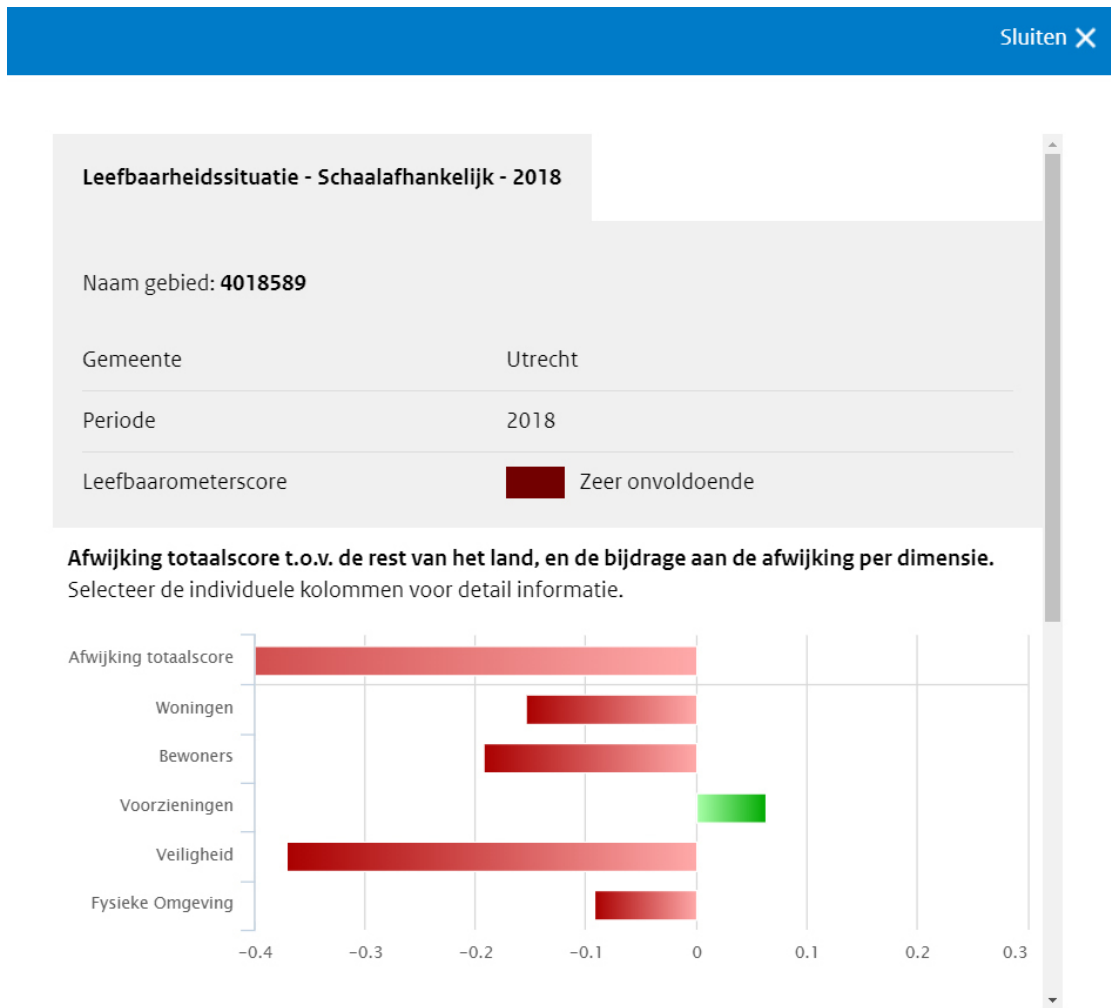 Sluiten
Leefbaarheidssituatie - Schaalafhankelijk - 2018
Naam gebied: 4018589
Gemeente Utrecht
Periode 2018
Leefbaarometerscore Zeer onvoldoende
Afwijking totaalscore t.o.v. de rest van het land, en de bijdrage aan de afwijking per dimensie.
Selecteer de individuele kolommen voor detail informatie.
Afwijking totaalscore
Woningen
Bewoners
Voorzieningen
Veiligheid
Fysieke Omgeving
−0.4 −0.3 −0.2 −0.1 0 0.1 0.2 0.3